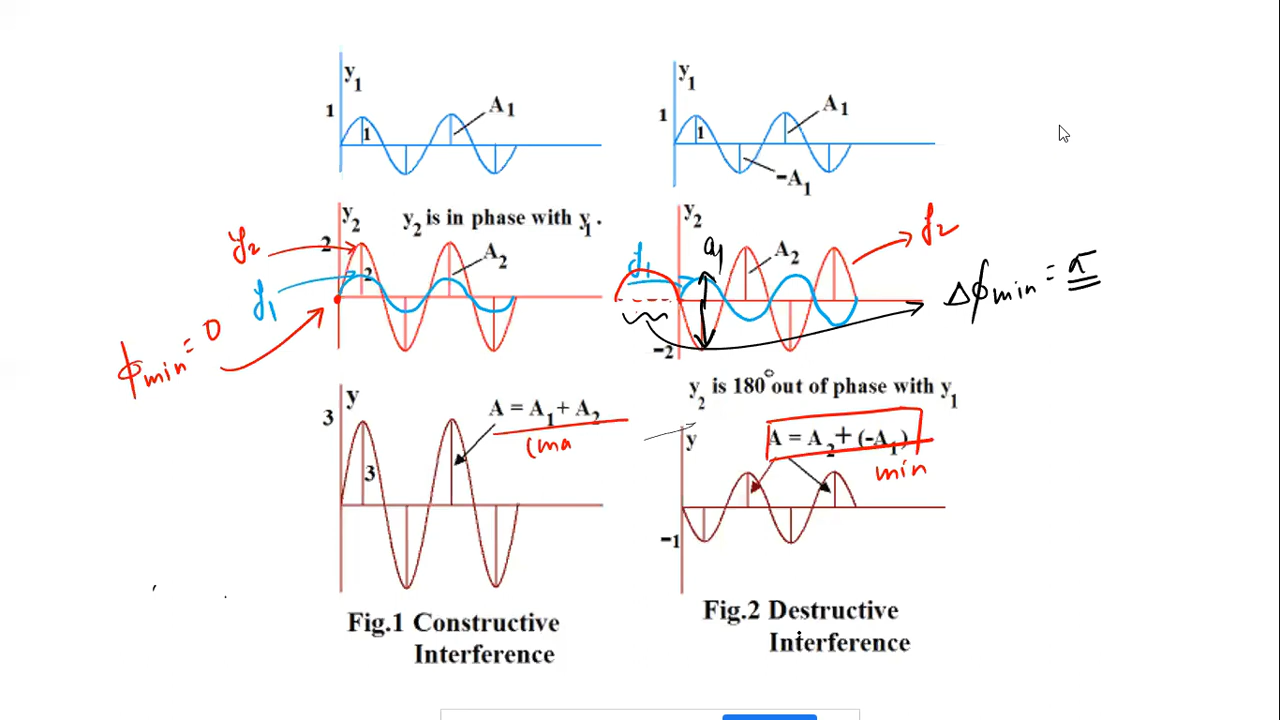 y1
1
1
A1
y2
y2 is in phase with y1.
2
2
A2
y2
y1
ϕmin = 0
y
3
3
A = A1 + A2
(ma
Fig.1 Constructive
Interference
y1
1
1
A1
-A1
y2
A2
y1
a1
y2
Δϕmin = π
-2
y2 is 180° out of phase with y1
y
A = A2 + (-A1)
min
-1
Fig.2 Destructive
Interference